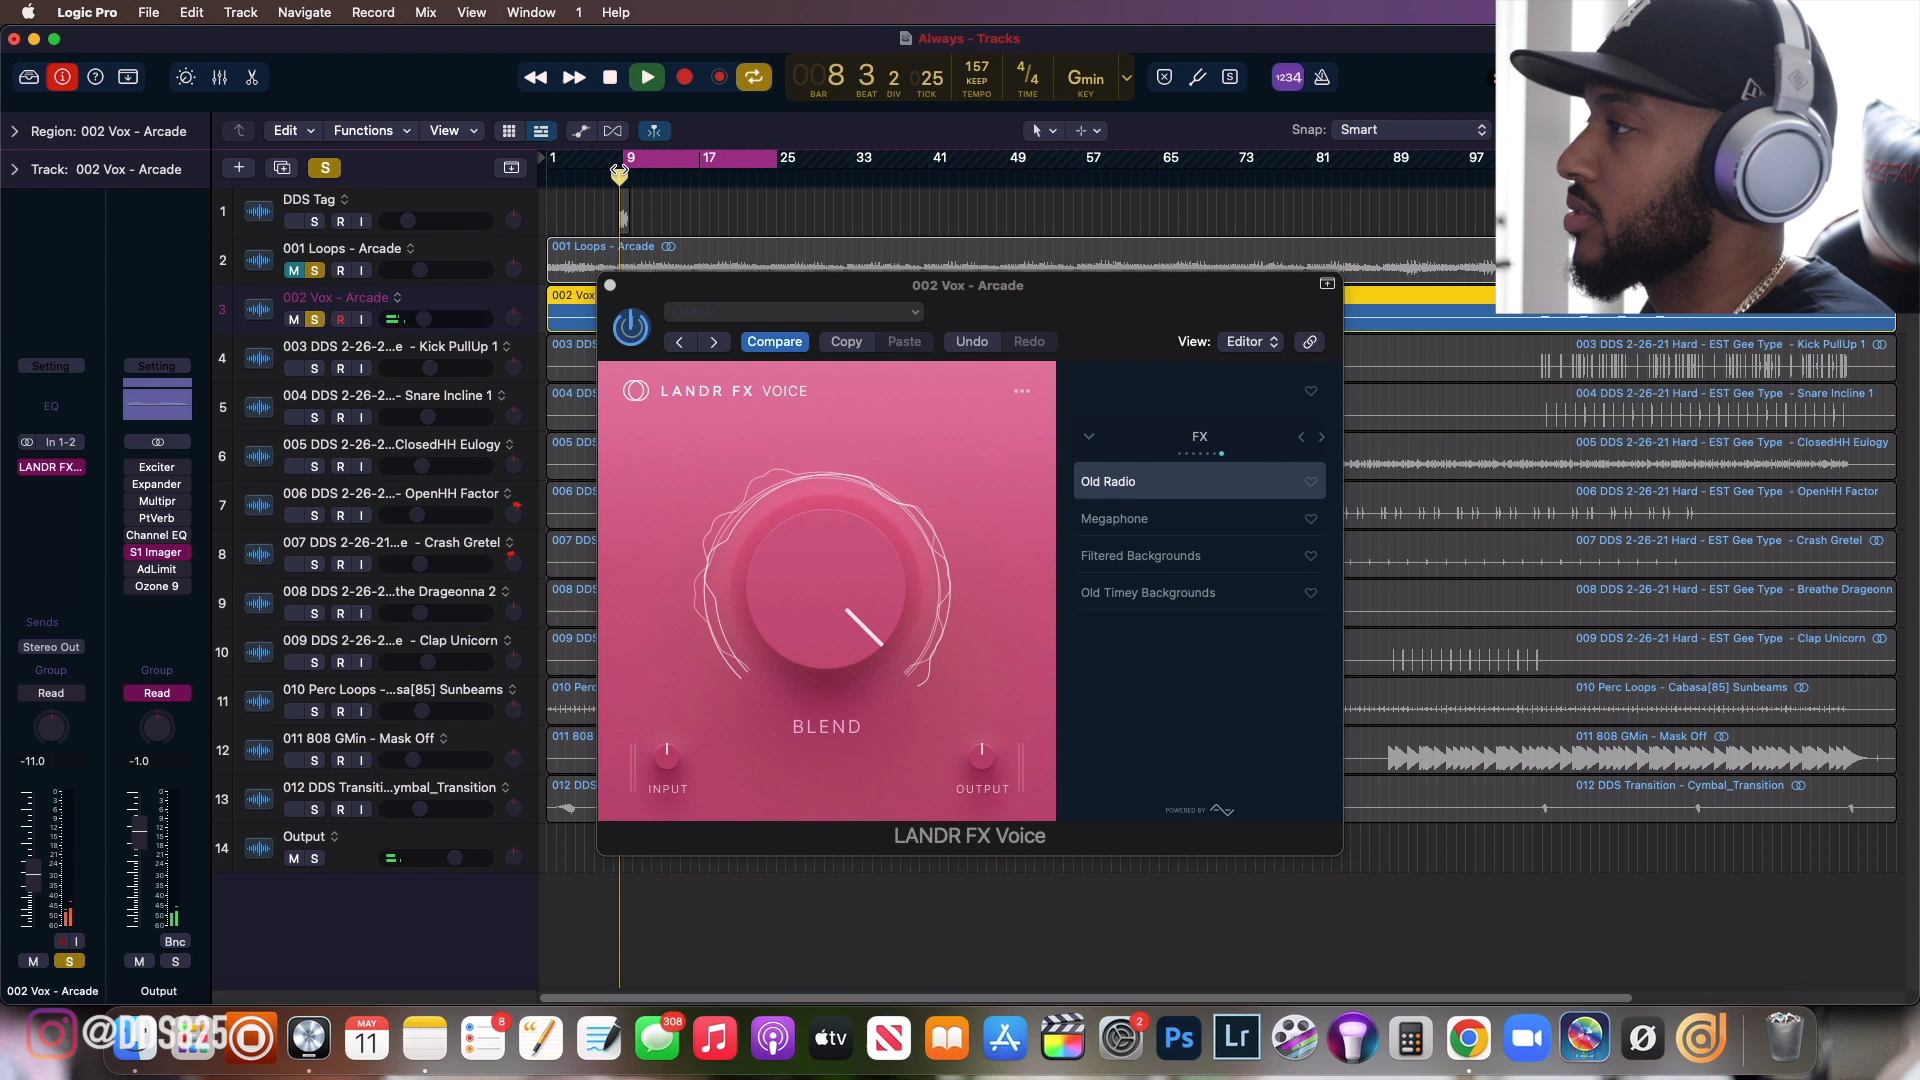 Logic Pro File Edit Track Navigate Record Mix View Window 1 Help
Always - Tracks
008 3 2 025
BAR BEAT DIV TICK
157 KEEP TEMPO
4/4 TIME
Gmin KEY
1234
Region: 002 Vox - Arcade
Edit Functions View
Snap: Smart
Track: 002 Vox - Arcade
S
1 9 17 25 33 41 49 57 65 73 81 89 97
1 DDS Tag
S R I
2 001 Loops - Arcade
M S R I
001 Loops - Arcade
3 002 Vox - Arcade
M S R I
002 Vox
4 003 DDS 2-26-2...e - Kick PullUp 1
S R I
003 DDS
003 DDS 2-26-21 Hard - EST Gee Type - Kick PullUp 1
5 004 DDS 2-26-2...- Snare Incline 1
S R I
004 DDS
004 DDS 2-26-21 Hard - EST Gee Type - Snare Incline 1
6 005 DDS 2-26-2...ClosedHH Eulogy
S R I
005 DDS
005 DDS 2-26-21 Hard - EST Gee Type - ClosedHH Eulogy
7 006 DDS 2-26-2...- OpenHH Factor
S R I
006 DDS
006 DDS 2-26-21 Hard - EST Gee Type - OpenHH Factor
8 007 DDS 2-26-21...e - Crash Gretel
S R I
007 DDS
007 DDS 2-26-21 Hard - EST Gee Type - Crash Gretel
9 008 DDS 2-26-2...the Drageonna 2
S R I
008 DDS
008 DDS 2-26-21 Hard - EST Gee Type - Breathe Drageonn
10 009 DDS 2-26-2...e - Clap Unicorn
S R I
009 DDS
009 DDS 2-26-21 Hard - EST Gee Type - Clap Unicorn
11 010 Perc Loops -...sa[85] Sunbeams
S R I
010 Perc
010 Perc Loops - Cabasa[85] Sunbeams
12 011 808 GMin - Mask Off
S R I
011 808
011 808 GMin - Mask Off
13 012 DDS Transiti...ymbal_Transition
S R I
012 DDS
012 DDS Transition - Cymbal_Transition
14 Output
M S
002 Vox - Arcade
Compare Copy Paste Undo Redo
View: Editor
LANDR FX VOICE
BLEND
INPUT
OUTPUT
FX
Old Radio
Megaphone
Filtered Backgrounds
Old Timey Backgrounds
POWERED BY
LANDR FX Voice
Setting
EQ
In 1-2
LANDR FX...
Sends
Stereo Out
Group
Read
-11.0
R I
M S
002 Vox - Arcade
Setting
Exciter
Expander
Multipr
PtVerb
Channel EQ
S1 Imager
AdLimit
Ozone 9
Group
Read
-1.0
Bnc
M S
Output
@DDS825
MAY
11
8
308
tv
2
Ps
Lr